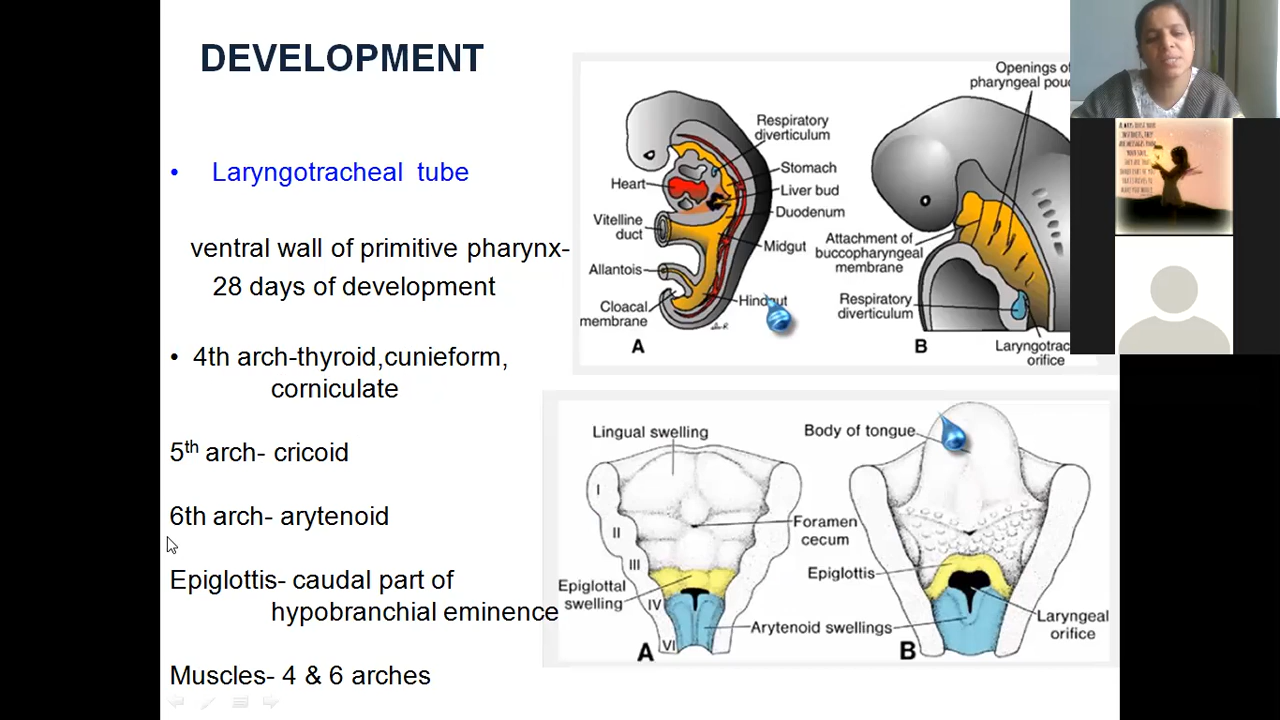 DEVELOPMENT
• Laryngotracheal tube
ventral wall of primitive pharynx-
28 days of development
• 4th arch-thyroid,cunieform,
corniculate
5th arch- cricoid
6th arch- arytenoid
Epiglottis- caudal part of
hypobranchial eminence
Muscles- 4 & 6 arches
Respiratory
diverticulum
Stomach
Heart
Liver bud
Duodenum
Vitelline
duct
Midgut
Allantois
Cloacal
membrane
A
Openings of
pharyngeal
Attachment of
buccopharyngeal
membrane
Respiratory
diverticulum
B
orifice
Lingual swelling
I
II
III
IV
VI
Foramen
cecum
Epiglottal
swelling
Arytenoid swellings
A
Body of tongue
Epiglottis
Laryngeal
orifice
B